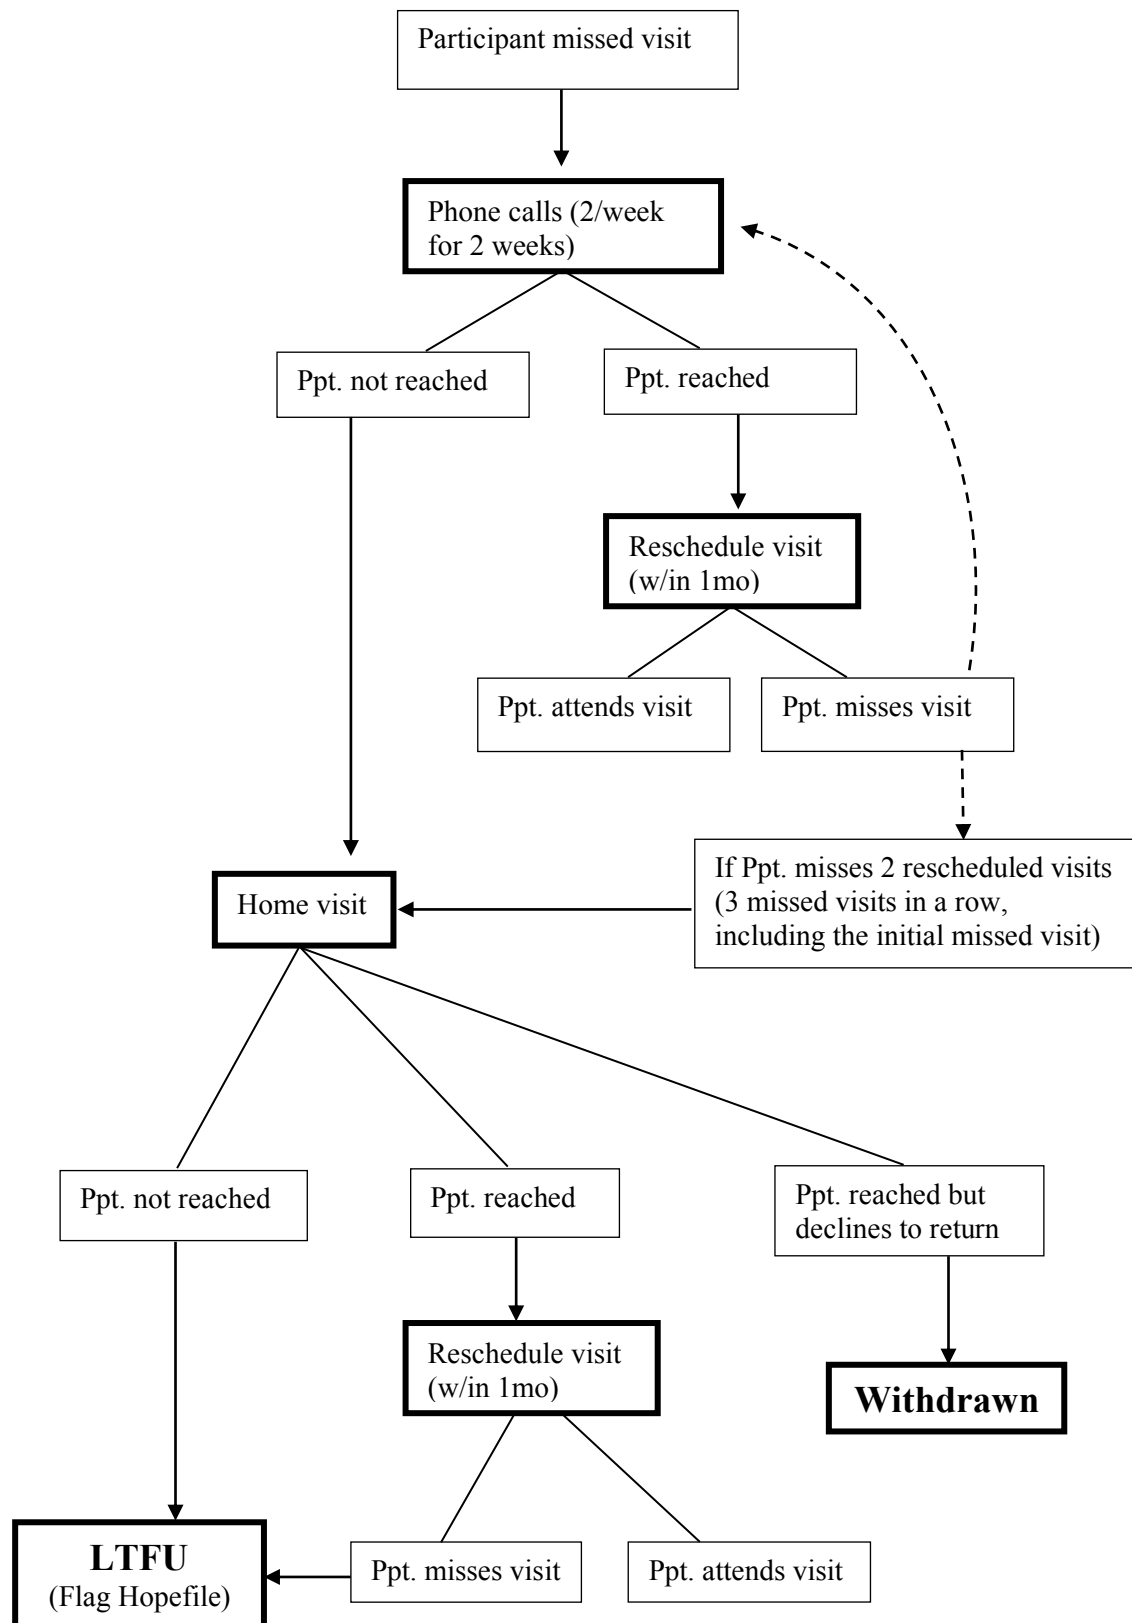 Participant missed visit
Phone calls (2/week
for 2 weeks)
Ppt. not reached
Ppt. reached
Reschedule visit
(w/in 1mo)
Ppt. attends visit
Ppt. misses visit
If Ppt. misses 2 rescheduled visits
(3 missed visits in a row,
including the initial missed visit)
Home visit
Ppt. not reached
Ppt. reached
Ppt. reached but
declines to return
Reschedule visit
(w/in 1mo)
Withdrawn
LTFU
(Flag Hopefile)
Ppt. misses visit
Ppt. attends visit